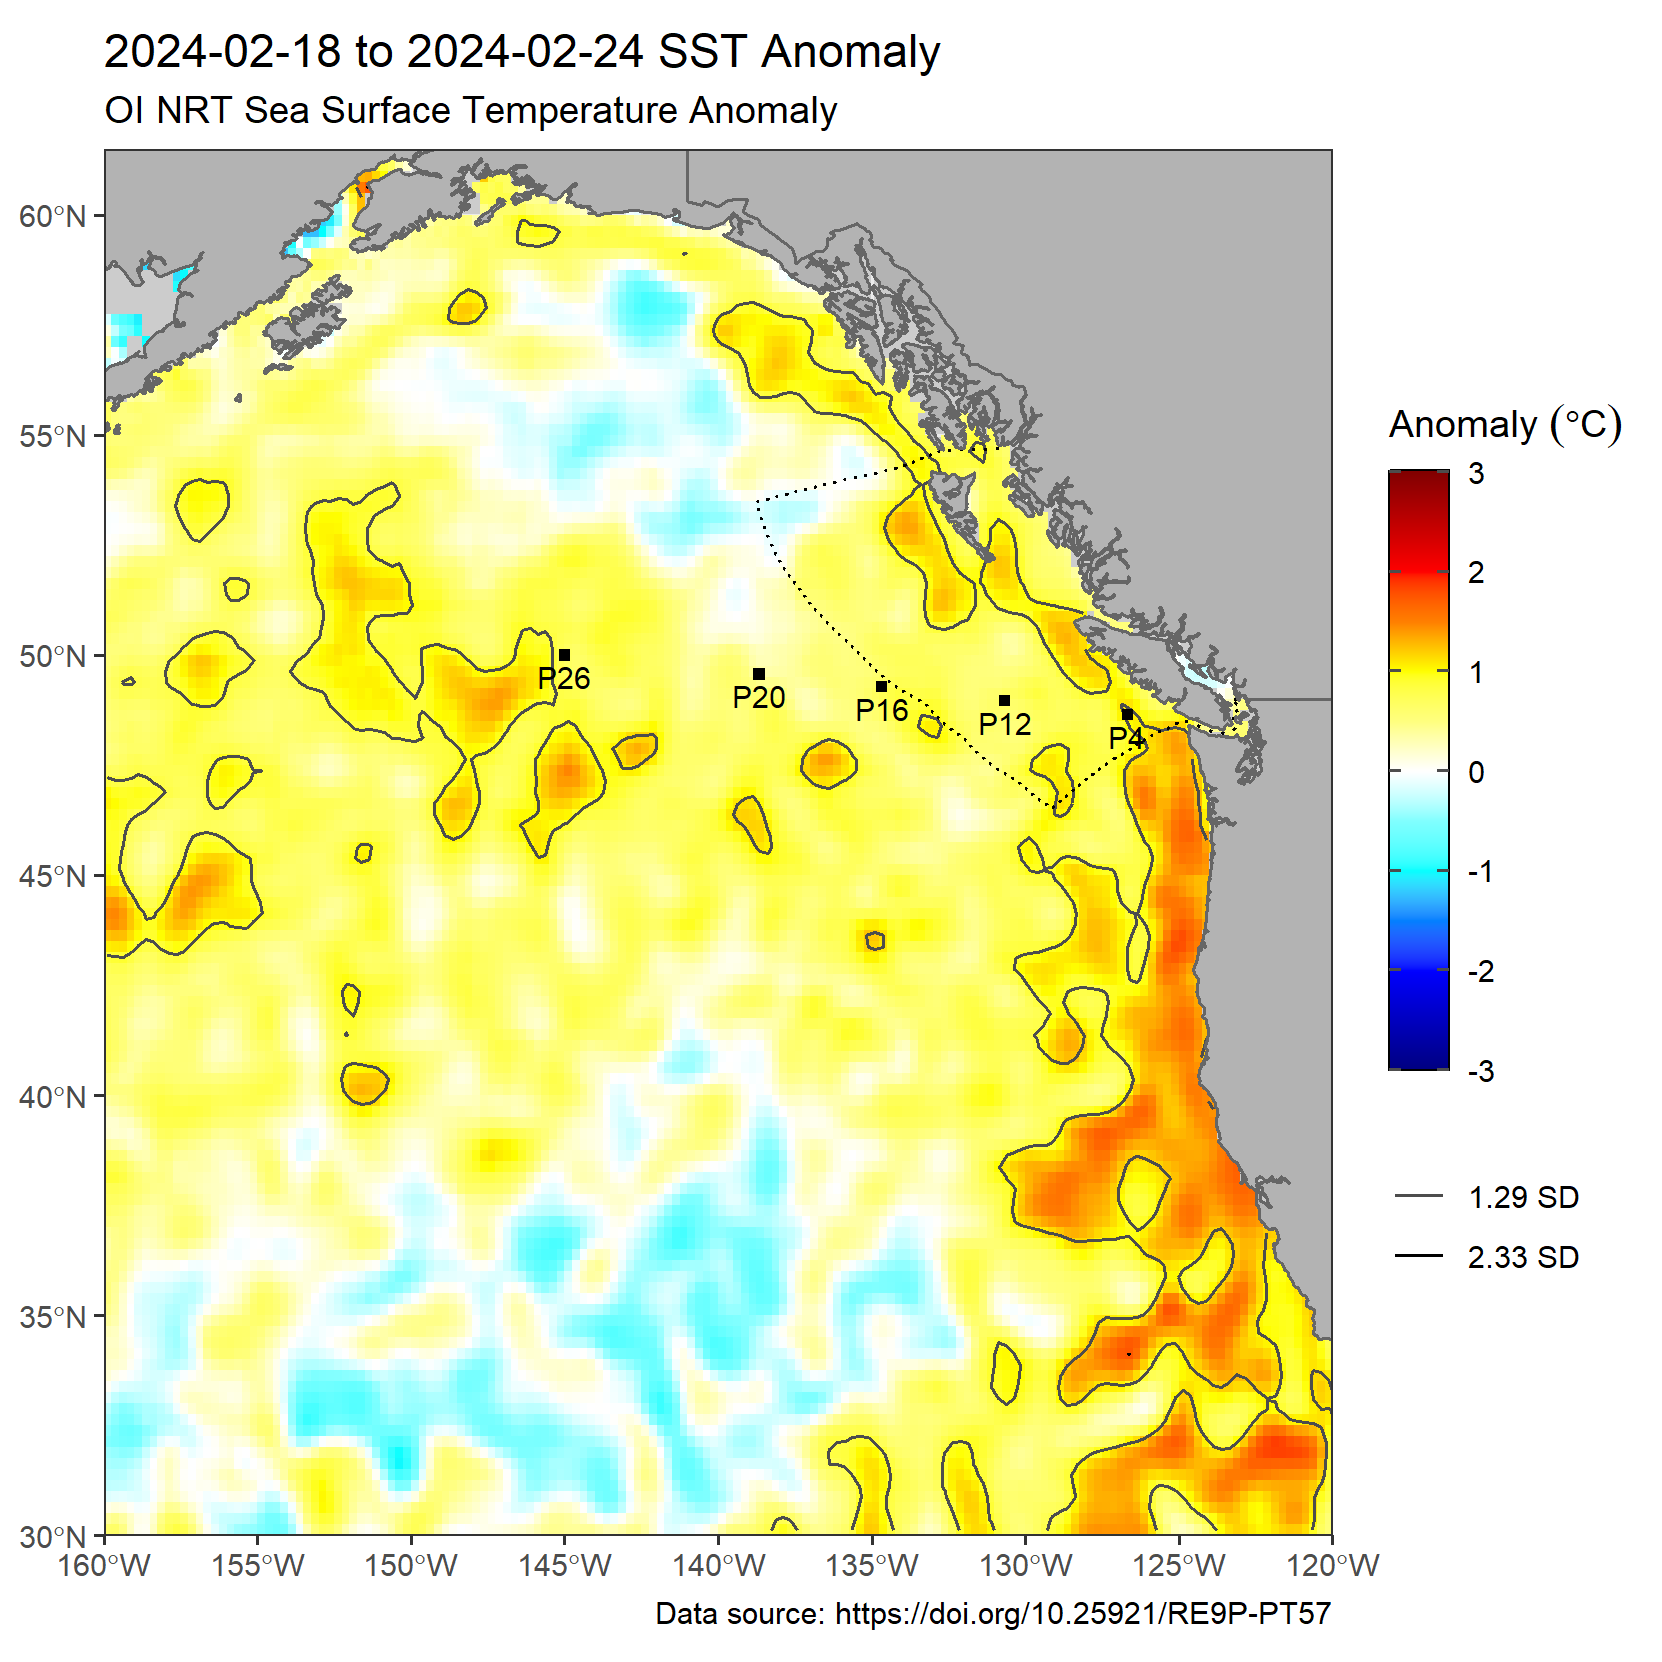 2024-02-18 to 2024-02-24 SST Anomaly
OI NRT Sea Surface Temperature Anomaly
60°N
55°N
50°N
45°N
40°N
35°N
30°N
P26
P20
P16
P12
P4
160°W
155°W
150°W
145°W
140°W
135°W
130°W
125°W
120°W
Anomaly (°C)
3
2
1
0
-1
-2
-3
1.29 SD
2.33 SD
Data source: https://doi.org/10.25921/RE9P-PT57